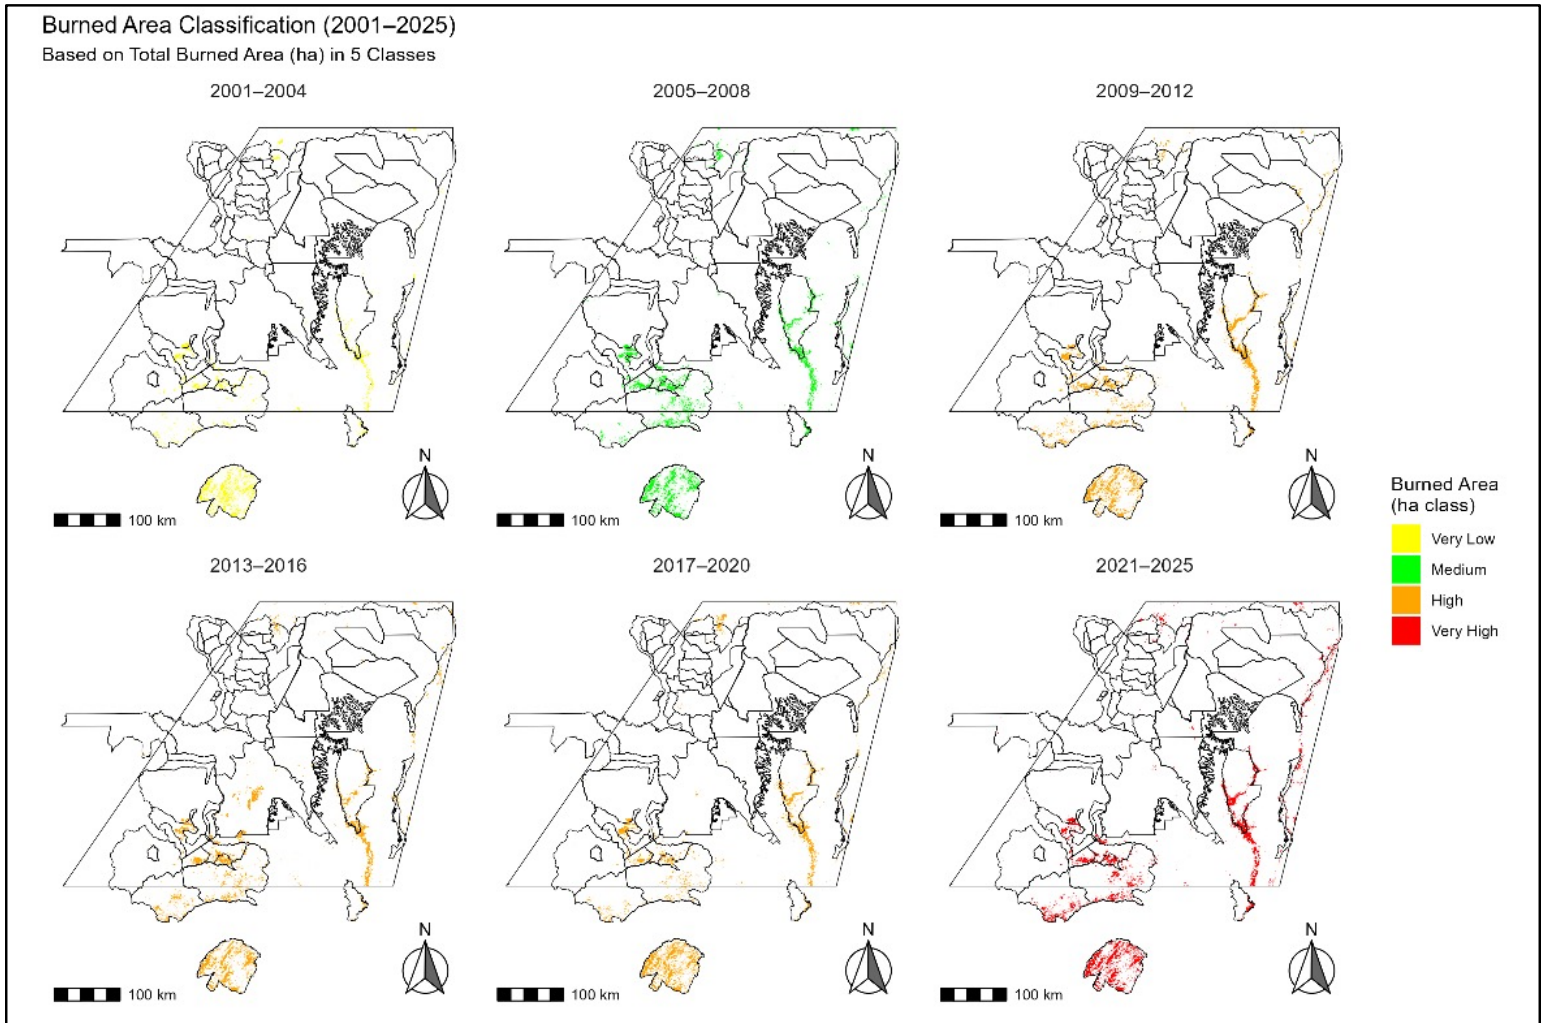 Burned Area Classification (2001–2025)
Based on Total Burned Area (ha) in 5 Classes
2001–2004
2005–2008
2009–2012
N
100 km
N
100 km
N
100 km
2013–2016
2017–2020
2021–2025
N
100 km
N
100 km
N
100 km
Burned Area
(ha class)
Very Low
Medium
High
Very High